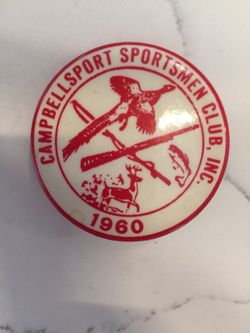 CAMPBELLSPORT SPORTSMEN CLUB, INC.
1960